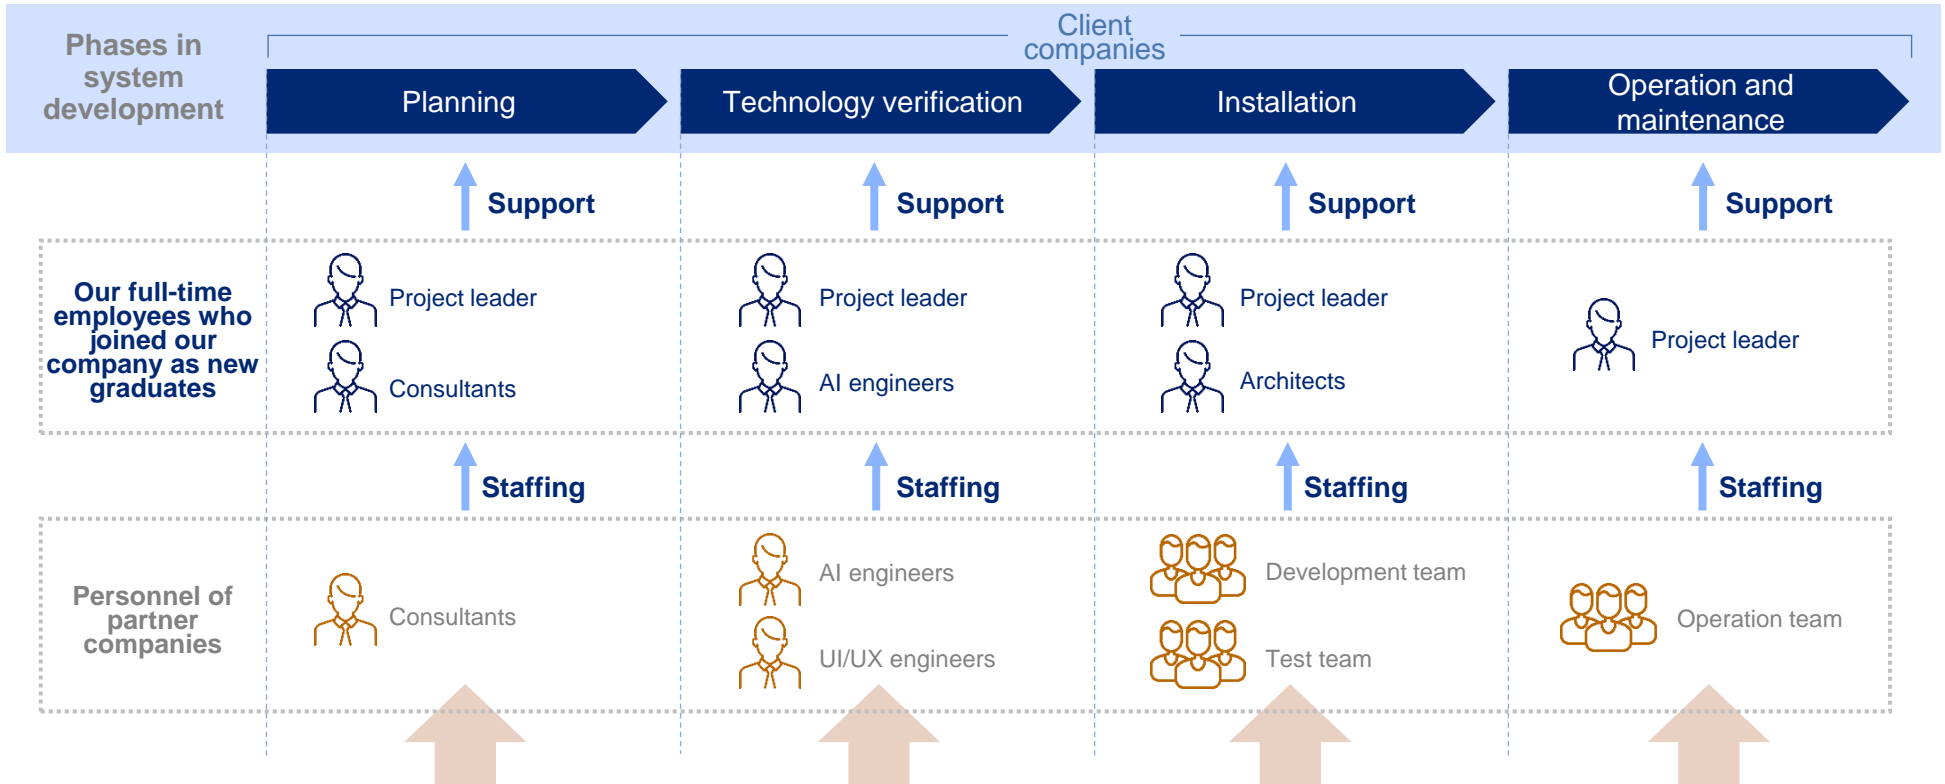 Phases in
system
development
Client
companies
Planning
Technology verification
Installation
Operation and
maintenance
Support
Support
Support
Support
Our full-time
employees who
joined our
company as new
graduates
Project leader
Consultants
Project leader
AI engineers
Project leader
Architects
Project leader
Staffing
Staffing
Staffing
Staffing
Personnel of
partner
companies
Consultants
AI engineers
UI/UX engineers
Development team
Test team
Operation team